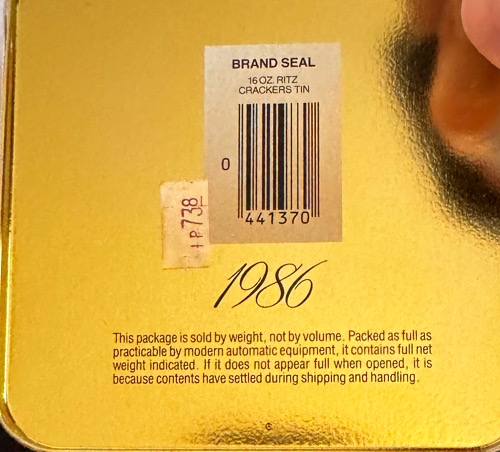 BRAND SEAL
16 OZ. RITZ
CRACKERS TIN
0
441370
738
1986
This package is sold by weight, not by volume. Packed as full as
practicable by modern automatic equipment, it contains full net
weight indicated. If it does not appear full when opened, it is
because contents have settled during shipping and handling.